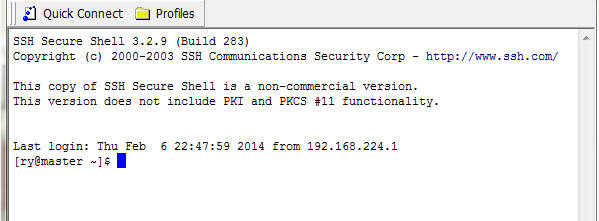 Quick Connect Profiles
SSH Secure Shell 3.2.9 (Build 283)
Copyright (c) 2000-2003 SSH Communications Security Corp - http://www.ssh.com/
This copy of SSH Secure Shell is a non-commercial version.
This version does not include PKI and PKCS #11 functionality.
Last login: Thu Feb  6 22:47:59 2014 from 192.168.224.1
[ry@master ~]$